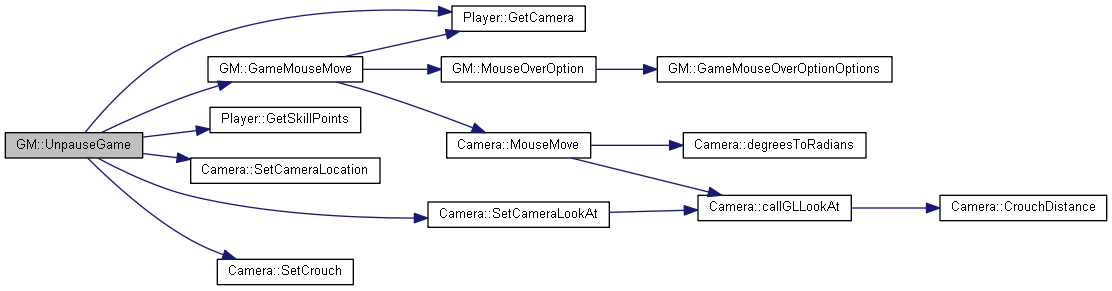 Player::GetCamera
GM::GameMouseMove
GM::MouseOverOption
GM::GameMouseOverOptionOptions
Player::GetSkillPoints
GM::UnpauseGame
Camera::MouseMove
Camera::degreesToRadians
Camera::SetCameraLocation
Camera::SetCameraLookAt
Camera::callGLLookAt
Camera::CrouchDistance
Camera::SetCrouch